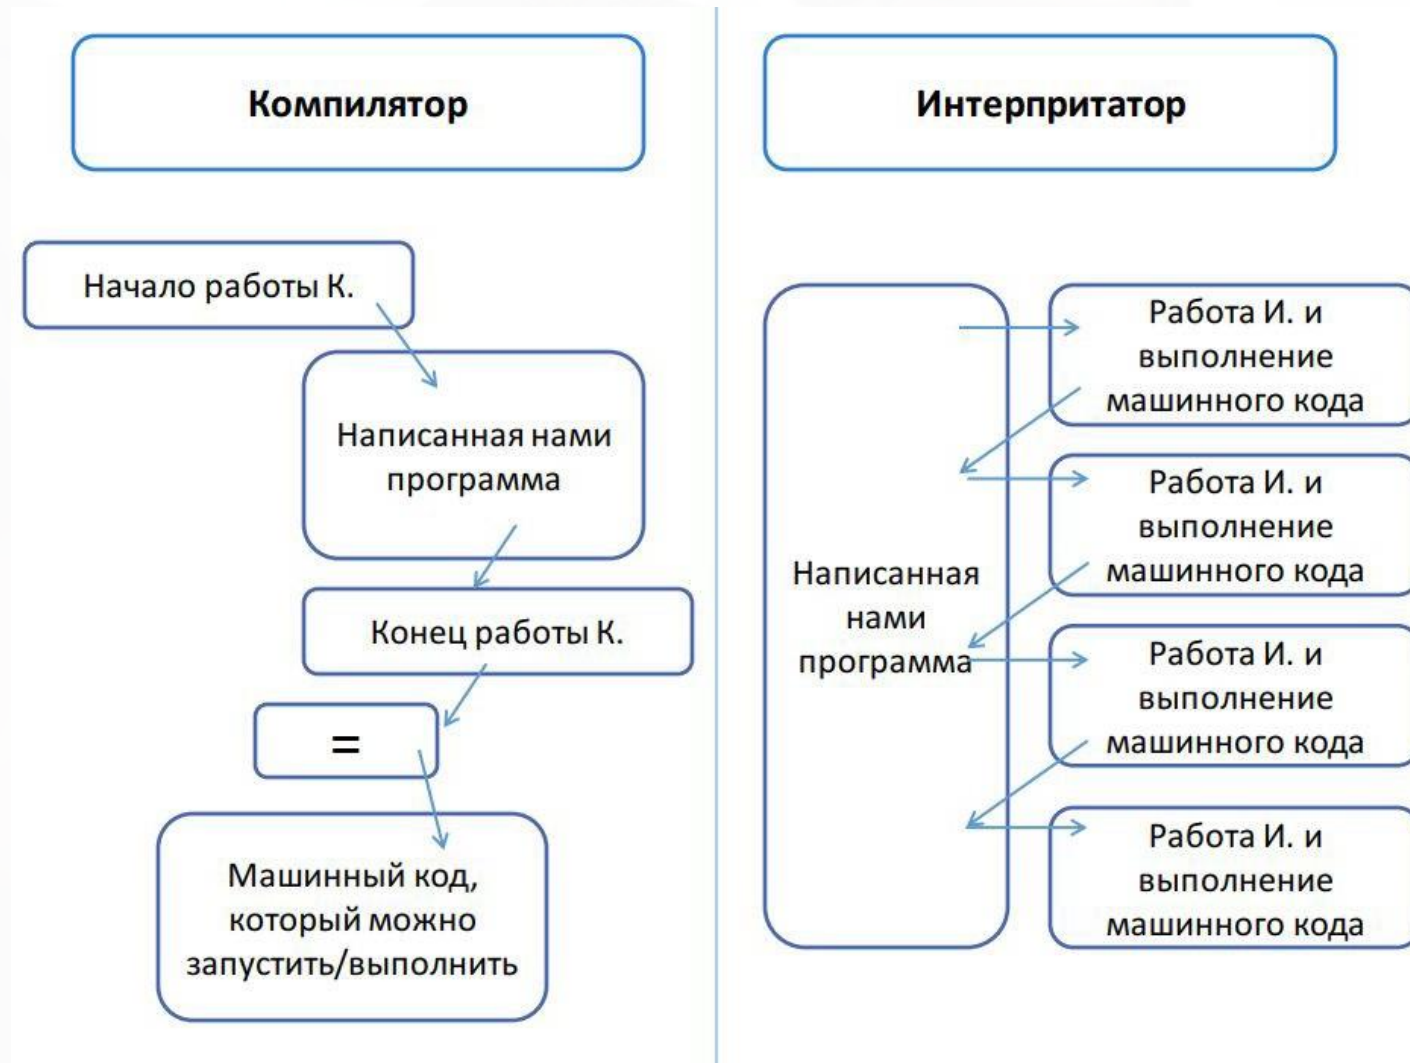 Компилятор
Начало работы К.
Написанная нами
программа
Конец работы К.
=
Машинный код,
который можно
запустить/выполнить
Интерпритатор
Написанная
нами
программа
Работа И. и
выполнение
машинного кода
Работа И. и
выполнение
машинного кода
Работа И. и
выполнение
машинного кода
Работа И. и
выполнение
машинного кода